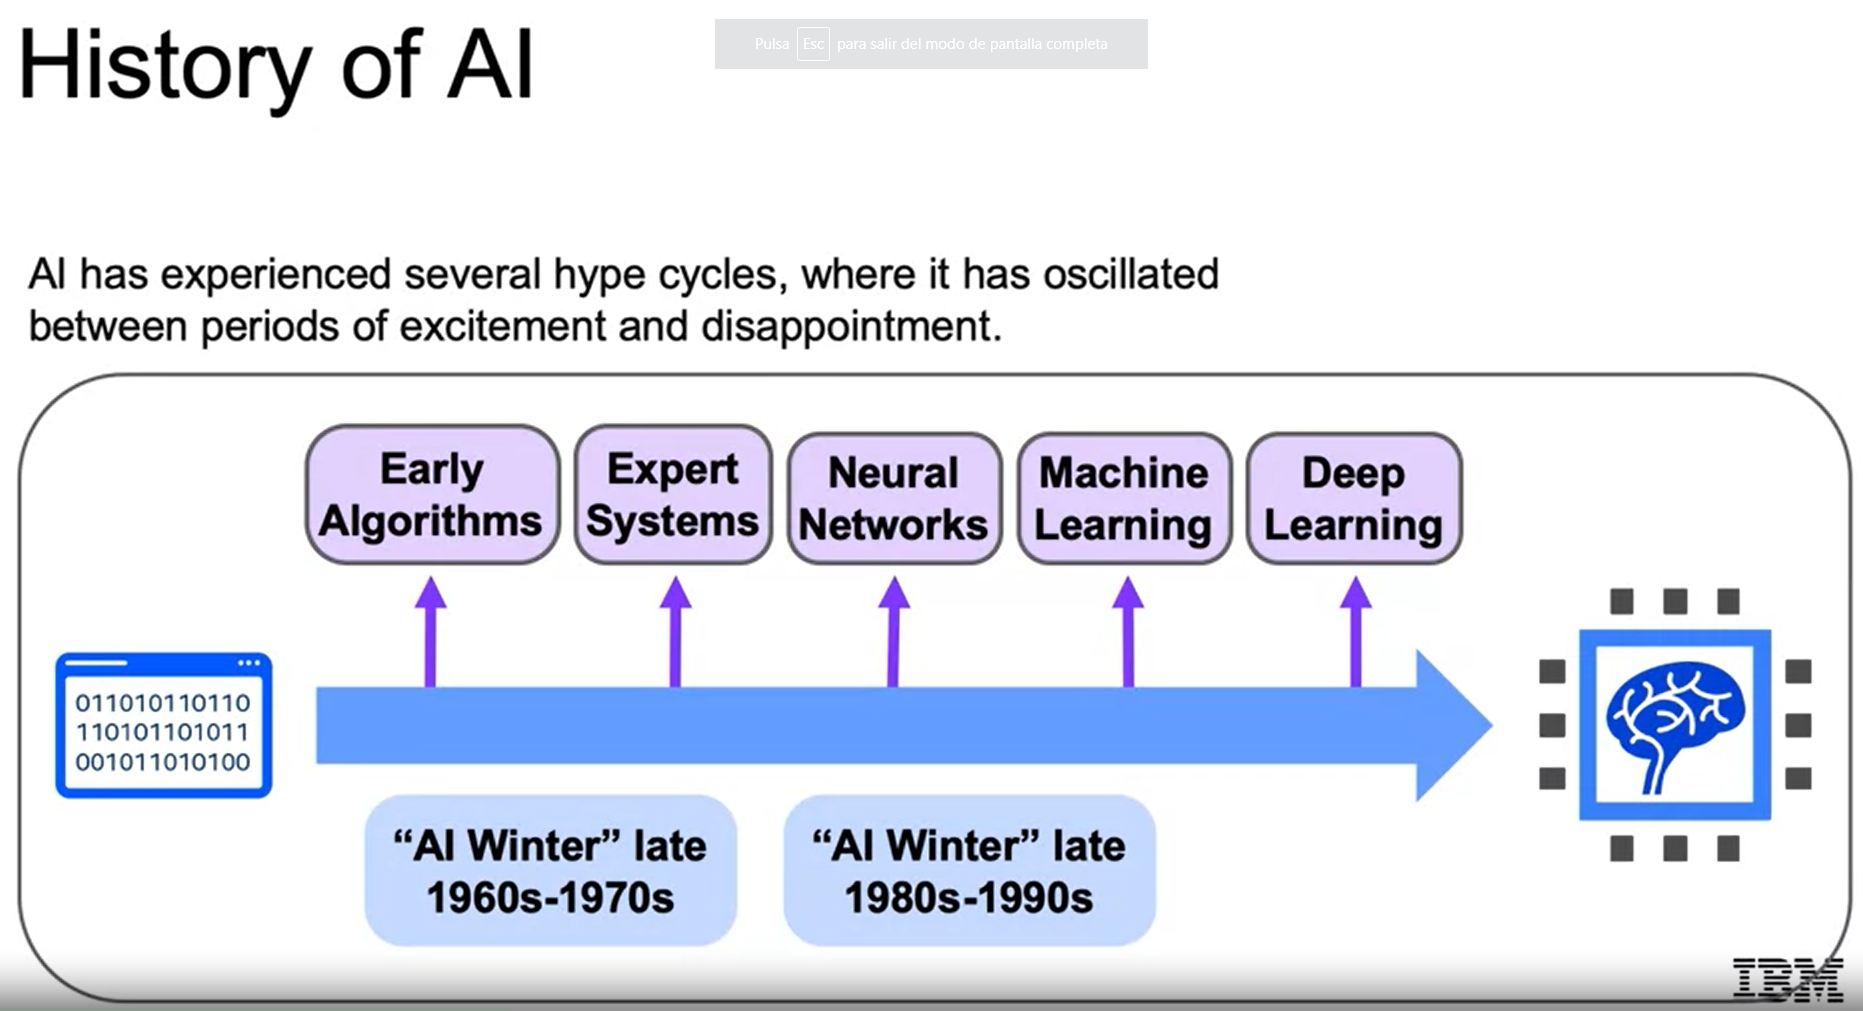 History of AI
Pulsa Esc para salir del modo de pantalla completa
AI has experienced several hype cycles, where it has oscillated
between periods of excitement and disappointment.
Early
Algorithms
Expert
Systems
Neural
Networks
Machine
Learning
Deep
Learning
011010110110
110101101011
001011010100
“AI Winter” late
1960s-1970s
“AI Winter” late
1980s-1990s
IBM